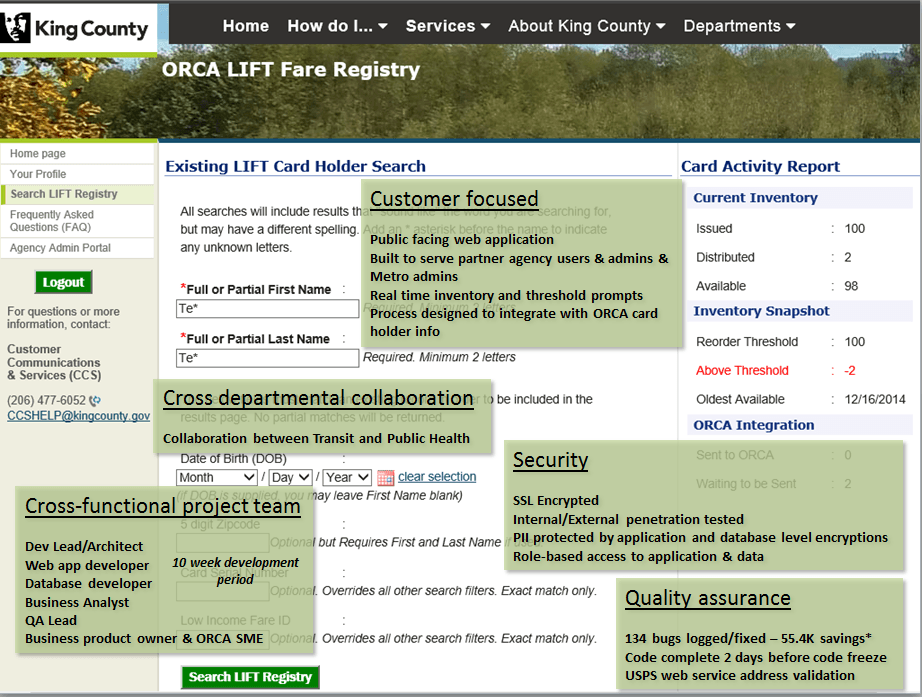 King County
Home
How do I...
Services
About King County
Departments
ORCA LIFT Fare Registry
Home page
Your Profile
Search LIFT Registry
Frequently Asked
Questions (FAQ)
Agency Admin Portal
Logout
For questions or more
information, contact:
Customer
Communications
& Services (CCS)
(206) 477-6052
CCSHELP@kingcounty.gov
Existing LIFT Card Holder Search
All searches will include results that "sound like" the word you are searching for,
but may have a different spelling. Add an * asterisk before the name to indicate
any unknown letters.
*Full or Partial First Name :
Te*
Required. Minimum 2 letters
*Full or Partial Last Name :
Te*
Required. Minimum 2 letters
to be included in the
results page. No partial matches will be returned.
Date of Birth (DOB) :
Month / Day / Year clear selection
(if DOB is supplied, you may leave First Name blank)
5 digit Zipcode :
Optional but Requires First and Last Name if
Card Serial Number :
Optional. Overrides all other search filters. Exact match only.
Low Income Fare ID :
Optional. Overrides all other search filters. Exact match only.
Search LIFT Registry
Customer focused
Public facing web application
Built to serve partner agency users & admins &
Metro admins
Real time inventory and threshold prompts
Process designed to integrate with ORCA card
holder info
Cross departmental collaboration
Collaboration between Transit and Public Health
Cross-functional project team
Dev Lead/Architect
Web app developer
Database developer
Business Analyst
QA Lead
Business product owner & ORCA SME
10 week development
period
Card Activity Report
Current Inventory
Issued : 100
Distributed : 2
Available : 98
Inventory Snapshot
Reorder Threshold : 100
Above Threshold : -2
Oldest Available : 12/16/2014
ORCA Integration
Sent to ORCA : 0
Waiting to be Sent : 2
Security
SSL Encrypted
Internal/External penetration tested
PII protected by application and database level encryptions
Role-based access to application & data
Quality assurance
134 bugs logged/fixed – 55.4K savings*
Code complete 2 days before code freeze
USPS web service address validation